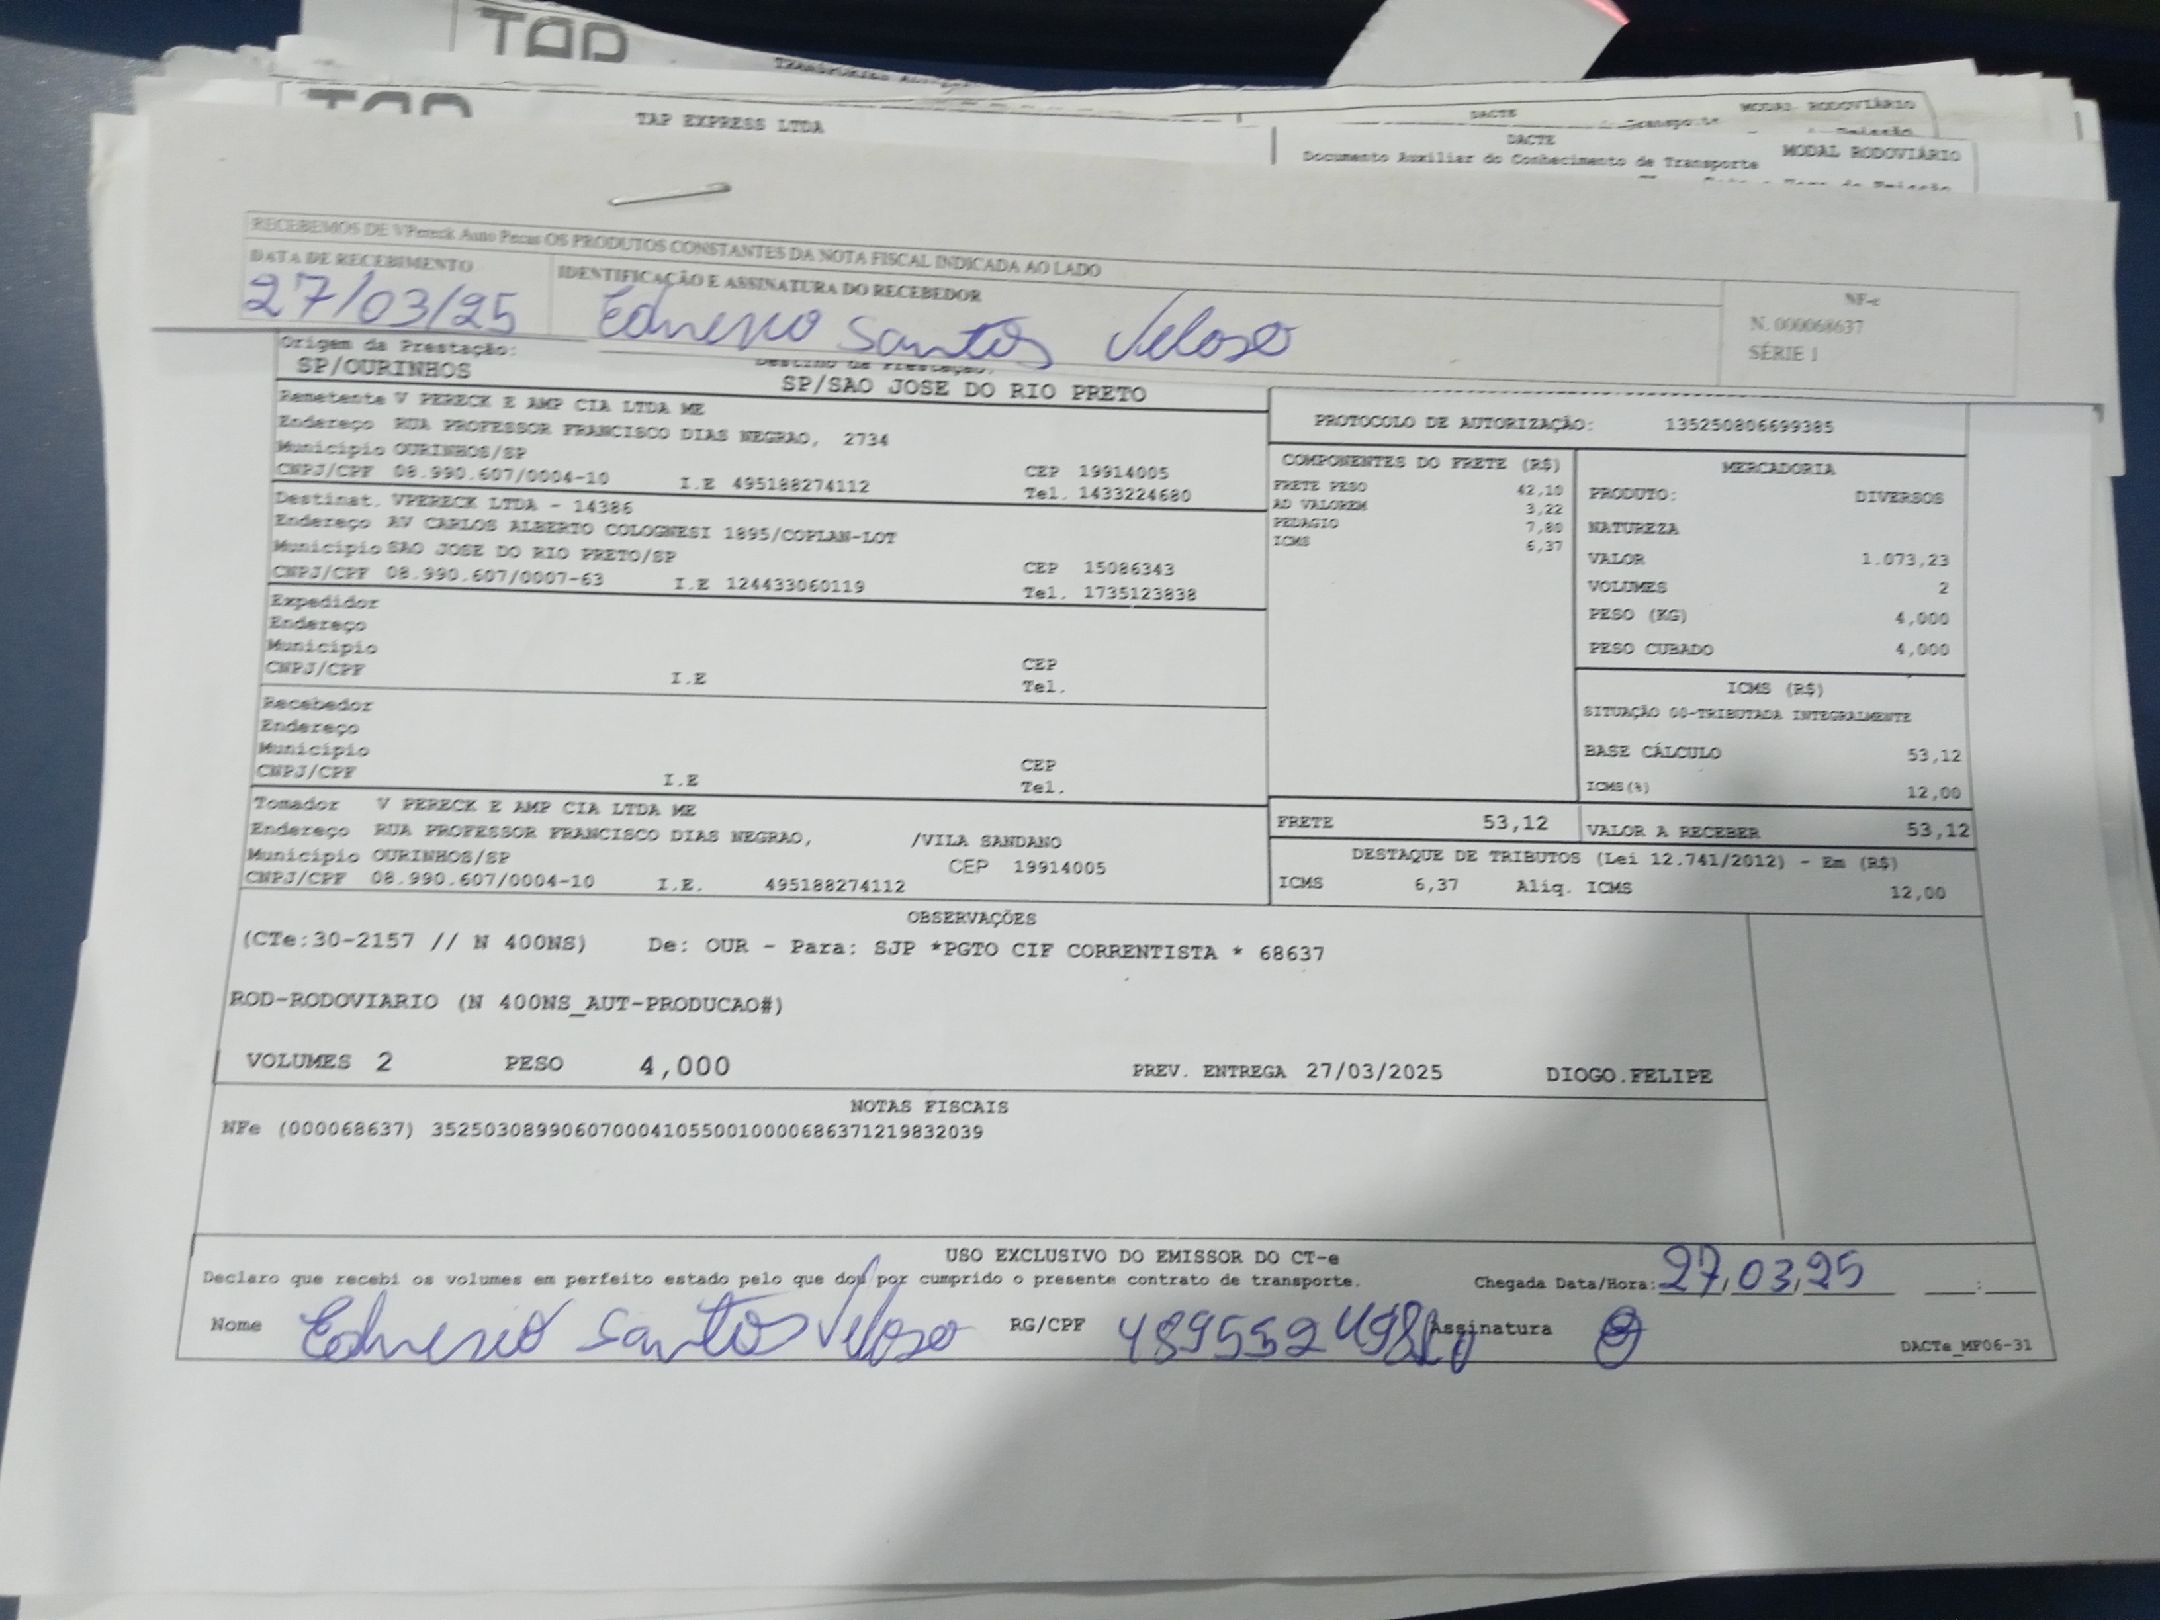 TAP
TAP EXPRESS LTDA
DACTE
MODAL RODOVIÁRIO
DACTE
MODAL RODOVIÁRIO
Documento Auxiliar do Conhecimento de Transporte
RECEBEMOS DE VPereck Auto Pecas OS PRODUTOS CONSTANTES DA NOTA FISCAL INDICADA AO LADO
DATA DE RECEBIMENTO
IDENTIFICAÇÃO E ASSINATURA DO RECEBEDOR
27/03/25
Santos Veloso
NF-e
N. 000068637
SÉRIE 1
Origem da Prestação:
Destino da Prestação:
SP/OURINHOS
SP/SAO JOSE DO RIO PRETO
Remetente V PERECK E AMP CIA LTDA ME
Endereço RUA PROFESSOR FRANCISCO DIAS NEGRAO, 2734
Município OURINHOS/SP
CEP 19914005
CNPJ/CPF 08.990.607/0004-10 I.E 495188274112 Tel. 1433224680
Destinat. VPERECK LTDA - 14386
Endereço AV CARLOS ALBERTO COLOGNESI 1895/COPLAN-LOT
Município SAO JOSE DO RIO PRETO/SP
CEP 15086343
CNPJ/CPF 08.990.607/0007-63 I.E 124433060119 Tel. 1735123838
Expedidor
Endereço
Município
CEP
CNPJ/CPF I.E Tel.
Recebedor
Endereço
Município
CEP
CNPJ/CPF I.E Tel.
Tomador V PERECK E AMP CIA LTDA ME
Endereço RUA PROFESSOR FRANCISCO DIAS NEGRAO, /VILA SANDANO
Município OURINHOS/SP CEP 19914005
CNPJ/CPF 08.990.607/0004-10 I.E. 495188274112
PROTOCOLO DE AUTORIZAÇÃO: 135250806699385
COMPONENTES DO FRETE (R$)
FRETE PESO 42,10
AD VALOREM 3,22
PEDAGIO 7,80
ICMS 6,37
MERCADORIA
PRODUTO: DIVERSOS
NATUREZA
VALOR 1.073,23
VOLUMES 2
PESO (KG) 4,000
PESO CUBADO 4,000
ICMS (R$)
SITUAÇÃO 00-TRIBUTADA INTEGRALMENTE
BASE CÁLCULO 53,12
ICMS(%) 12,00
FRETE 53,12
VALOR A RECEBER 53,12
DESTAQUE DE TRIBUTOS (Lei 12.741/2012) - Em (R$)
ICMS 6,37 Aliq. ICMS 12,00
OBSERVAÇÕES
(CTe:30-2157 // N 400NS) De: OUR - Para: SJP *PGTO CIF CORRENTISTA * 68637
ROD-RODOVIARIO (N 400NS_AUT-PRODUCAO#)
VOLUMES 2 PESO 4,000 PREV. ENTREGA 27/03/2025 DIOGO.FELIPE
NOTAS FISCAIS
NFe (000068637) 35250308990607000410550010000686371219832039
USO EXCLUSIVO DO EMISSOR DO CT-e
Declaro que recebi os volumes em perfeito estado pelo que dou por cumprido o presente contrato de transporte.
Chegada Data/Hora: 27/03/25 :
Nome Santos Veloso RG/CPF Assinatura
DACTe_MF06-31